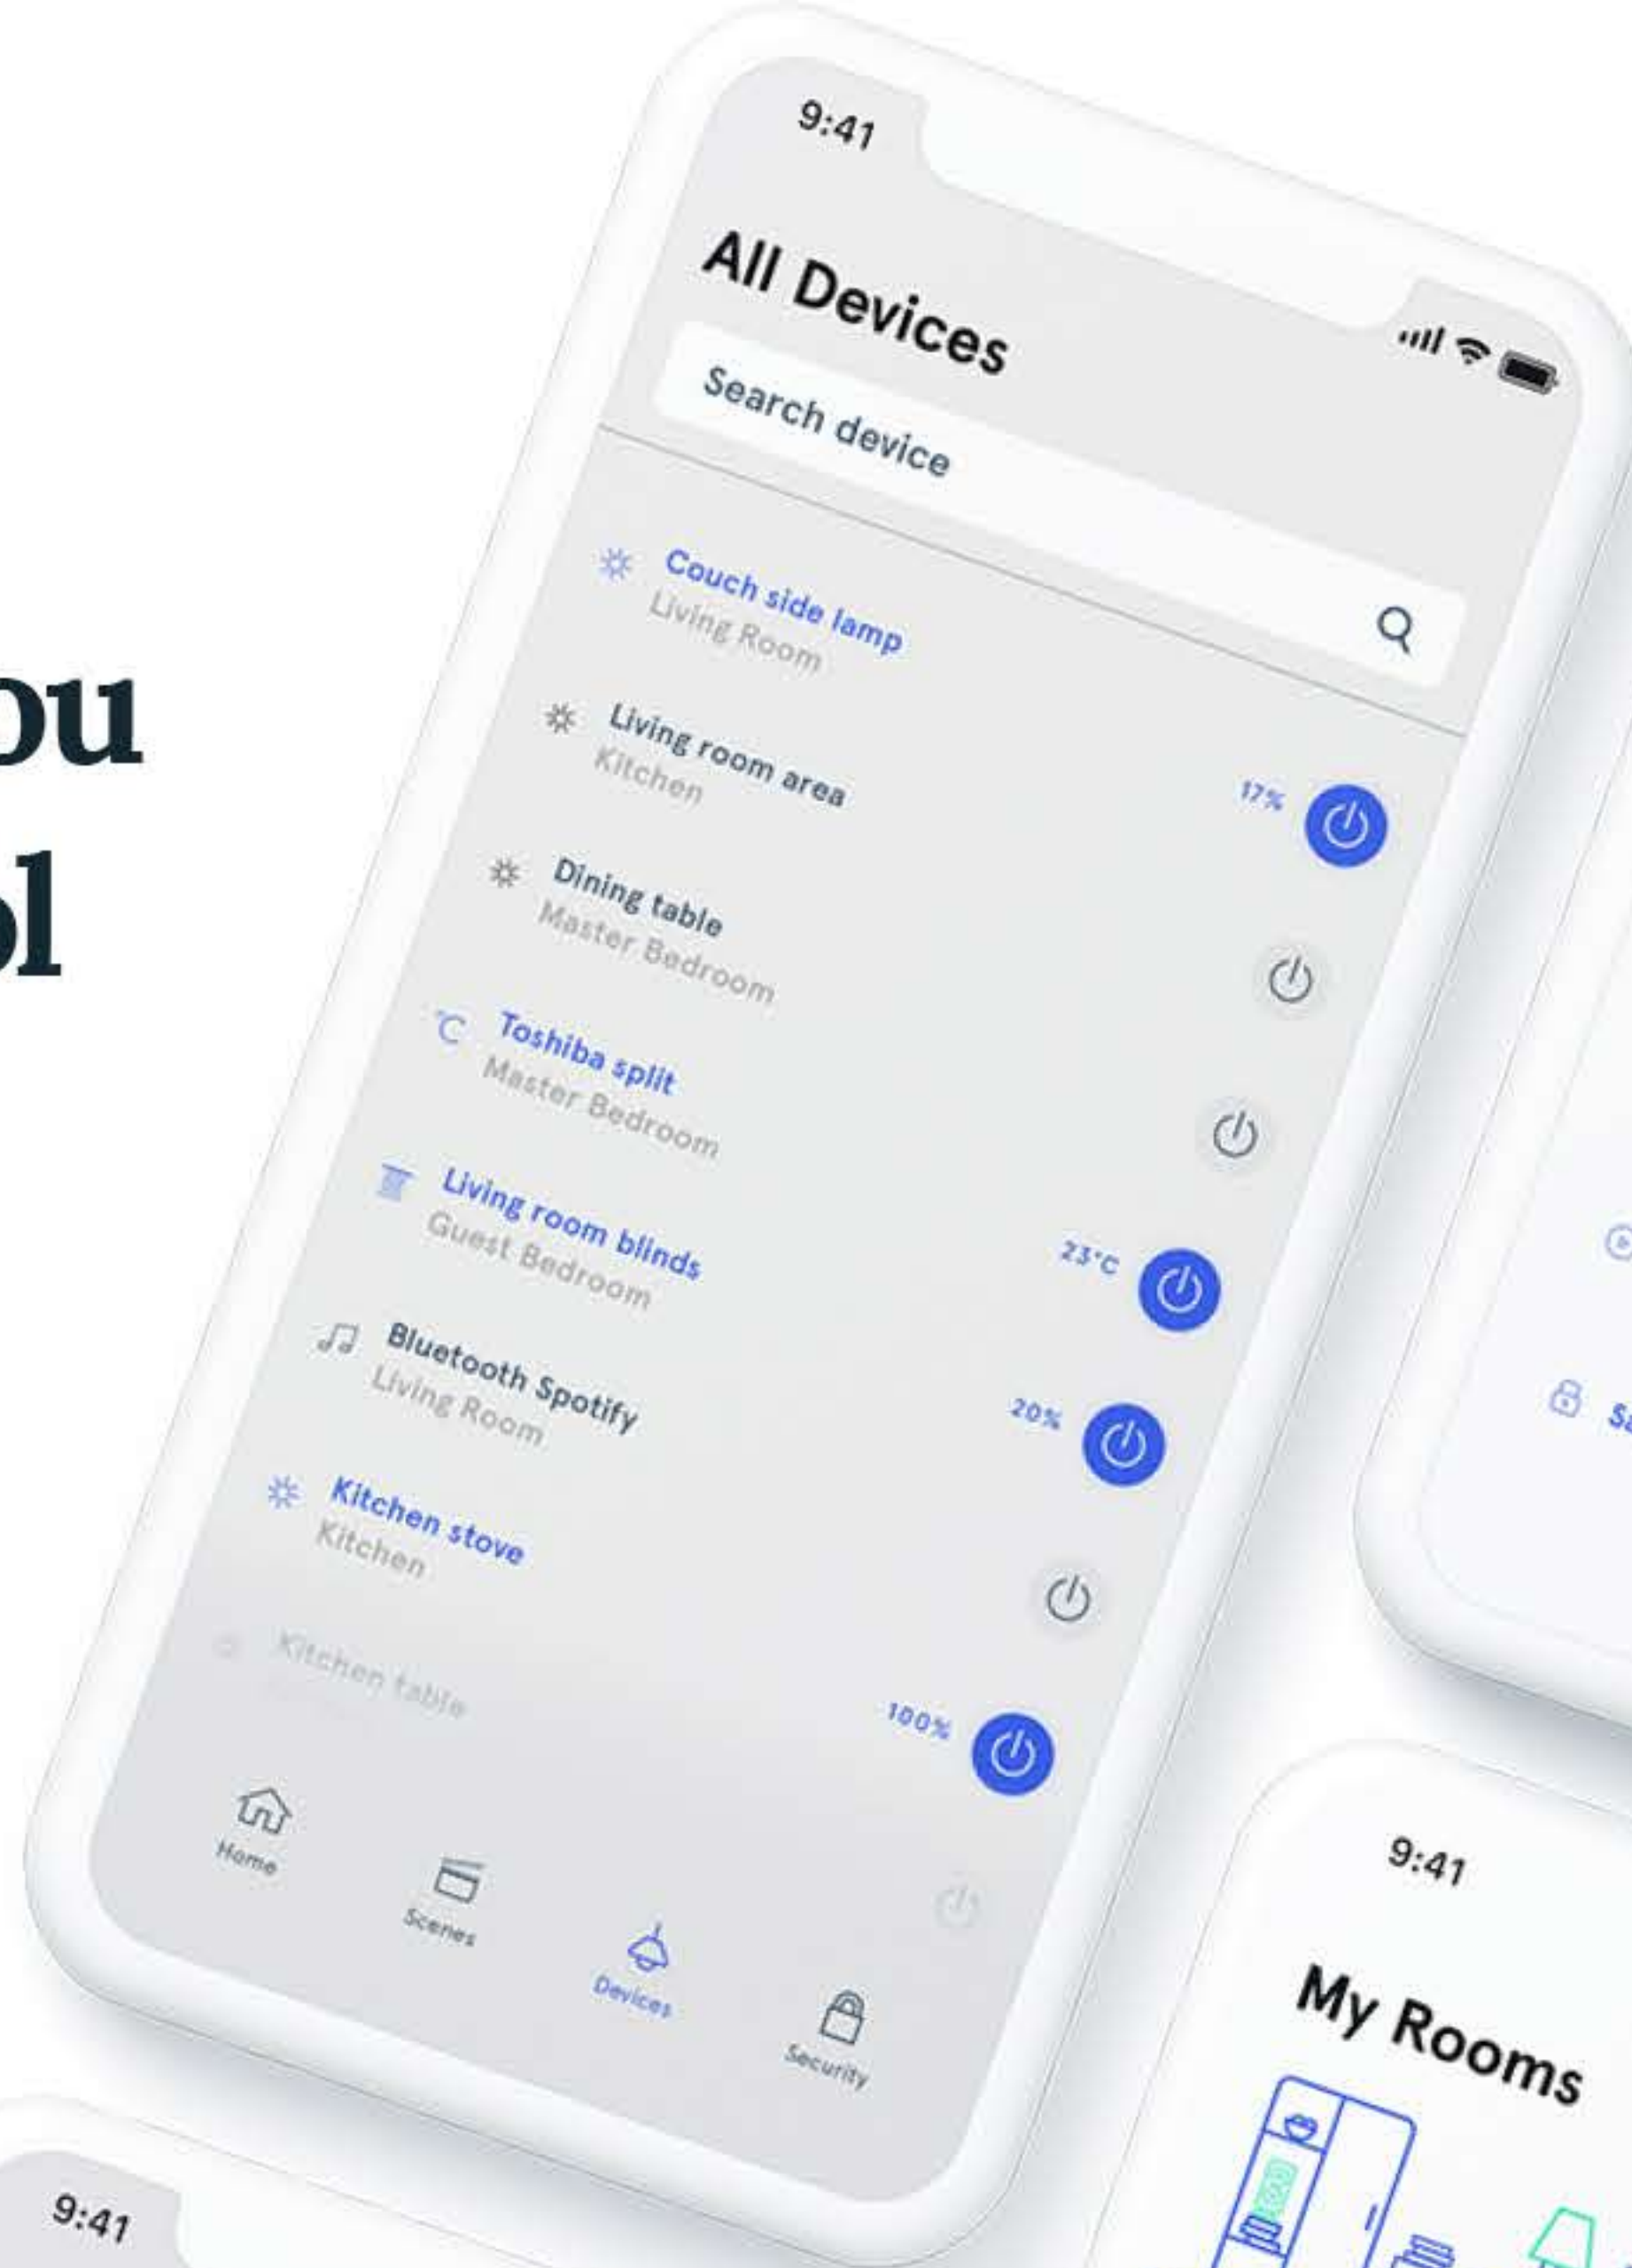 ou
ol
9:41
All Devices
Search device
Couch side lamp
Living Room
17%
Living room area
Kitchen
Dining table
Master Bedroom
°C
Toshiba split
Master Bedroom
23°C
Living room blinds
Guest Bedroom
20%
Bluetooth Spotify
Living Room
Kitchen stove
Kitchen
100%
Kitchen table
Home
Scenes
Devices
Security
9:41
My Rooms
9:41